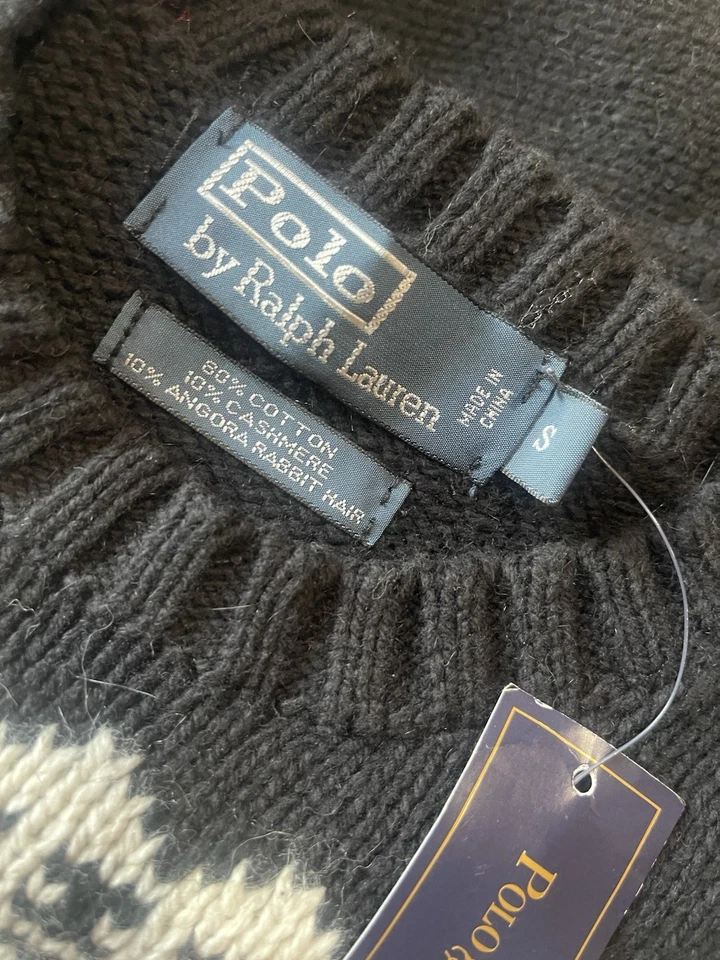 Polo
by Ralph Lauren
MADE IN
CHINA
S
80% COTTON
10% CASHMERE
10% ANGORA RABBIT HAIR
POLO